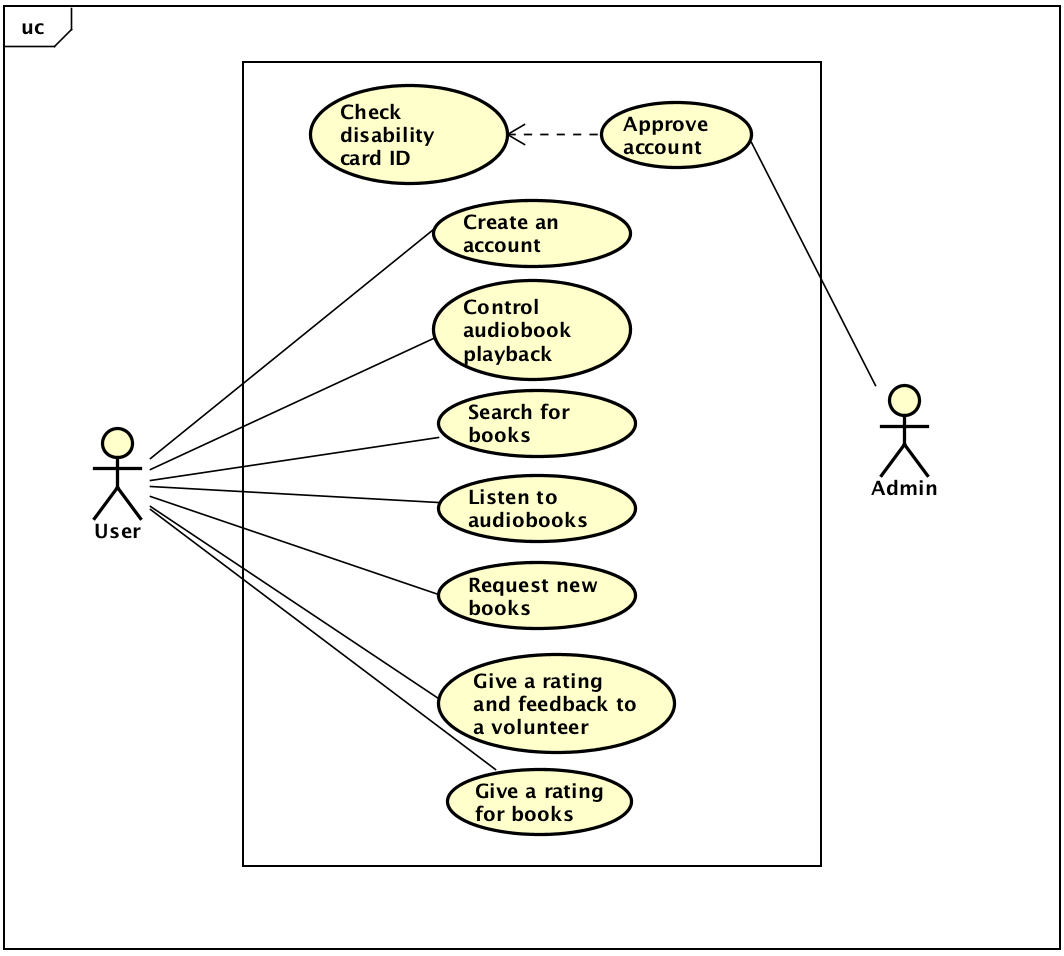 uc
Check
disability
card ID
Approve
account
Create an
account
Control
audiobook
playback
Search for
books
Listen to
audiobooks
Request new
books
Give a rating
and feedback to
a volunteer
Give a rating
for books
User
Admin